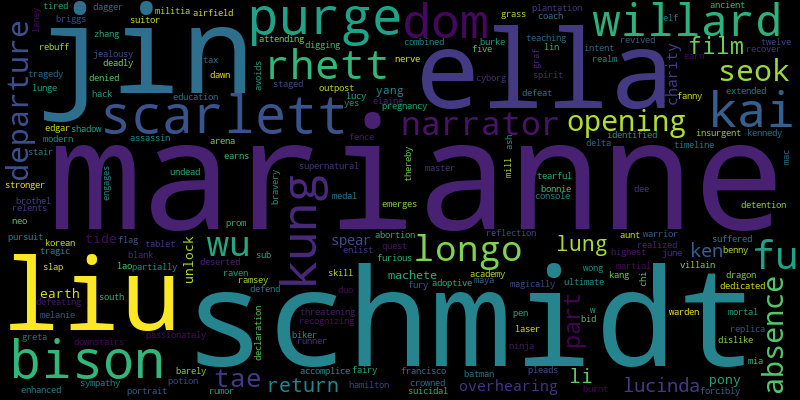 tired dagger militia airfield
briggs suitor
purge dom
grass plantation
coach
willard
ancient
elf
laney
jin
zhang
rebuff jealousy
deadly
attending
digging
combined burke
five
teaching
lin
intent
realm
revived
twelve
film
recover
departure
tragedy denied tax
lunge dawn
hack
rhett
avoids
yang
nerve
staged
outpost
ella
cyborg
graf
spirit
defeat
charity
seok
extended
fanny
kai
education
scarlett
lucy
yes
elaine
pregnancy
narrator
opening
identified
insurgent kennedy
edgar shadow
modern
assassin
arena
fence
ash
delta
timeline
stair
marianne
mac
stronger
brothel
relents
neo
engages
undead
earns
bravery
supernatural
medal
thereby
master
mill
tearful
bonnie
console
dee
detention
prom
emerges
pursuit korean
tide flag tablet
tragic blank
slap
unlock
wu
sub
deserted
raven
kung
spear
enlist
abortion
quest
furious
longo
reflection
lung
aunt warrior
suffered
realized
highest
ken
benny
june
villain
fu
liu
earth
lao partially
south
defeating
melanie
greta
downstairs
passionately
ramsey
defend
skill
machete
academy
duo
fury adoptive maya magically
threatening
recognizing
wong
ultimate
kang
chi
martial
dragon
dedicated
absence
schmidt
pen
laser
w
bid
part
warden
mortal
replica
dislike
mia
declaration
biker
runner
ninja
bison
sympathy
enhanced portrait
barely
potion
rumor
tae
return
accomplice fairy
hamilton
francisco
crowned
suicidal
batman
overhearing
pleads
li
burnt
lucinda
pony
forcibly